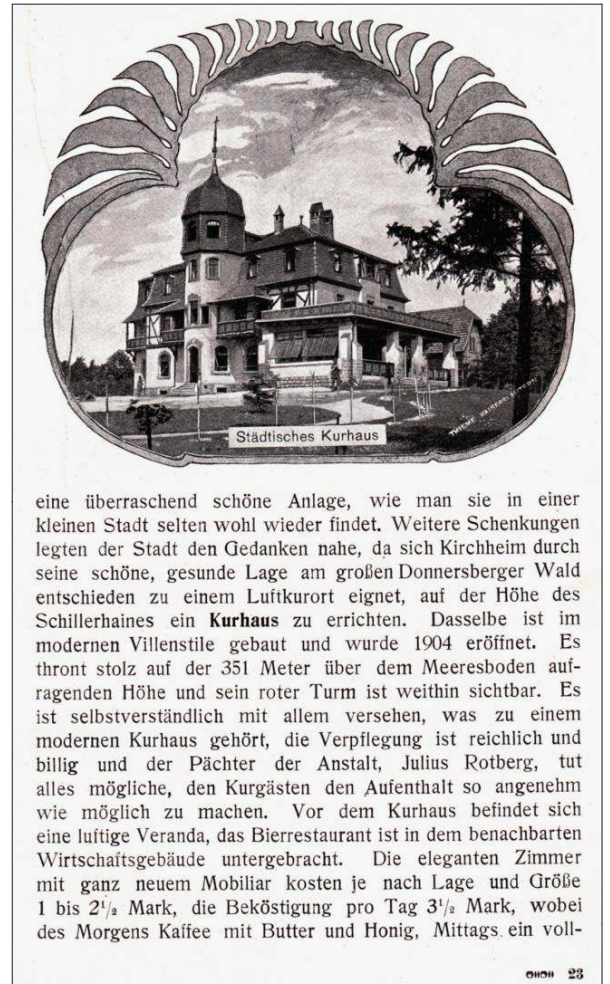 Städtisches Kurhaus
eine überraschend schöne Anlage, wie man sie in einer
kleinen Stadt selten wohl wieder findet. Weitere Schenkungen
legten der Stadt den Gedanken nahe, da sich Kirchheim durch
seine schöne, gesunde Lage am großen Donnersberger Wald
entschieden zu einem Luftkurort eignet, auf der Höhe des
Schillerhaines ein Kurhaus zu errichten. Dasselbe ist im
modernen Villenstile gebaut und wurde 1904 eröffnet. Es
thront stolz auf der 351 Meter über dem Meeresboden auf-
ragenden Höhe und sein roter Turm ist weithin sichtbar. Es
ist selbstverständlich mit allem versehen, was zu einem
modernen Kurhaus gehört, die Verpflegung ist reichlich und
billig und der Pächter der Anstalt, Julius Rotberg, tut
alles mögliche, den Kurgästen den Aufenthalt so angenehm
wie möglich zu machen. Vor dem Kurhaus befindet sich
eine luftige Veranda, das Bierrestaurant ist in dem benachbarten
Wirtschaftsgebäude untergebracht. Die eleganten Zimmer
mit ganz neuem Mobiliar kosten je nach Lage und Größe
1 bis 2½ Mark, die Beköstigung pro Tag 3½ Mark, wobei
des Morgens Kaffee mit Butter und Honig, Mittags ein voll-
23